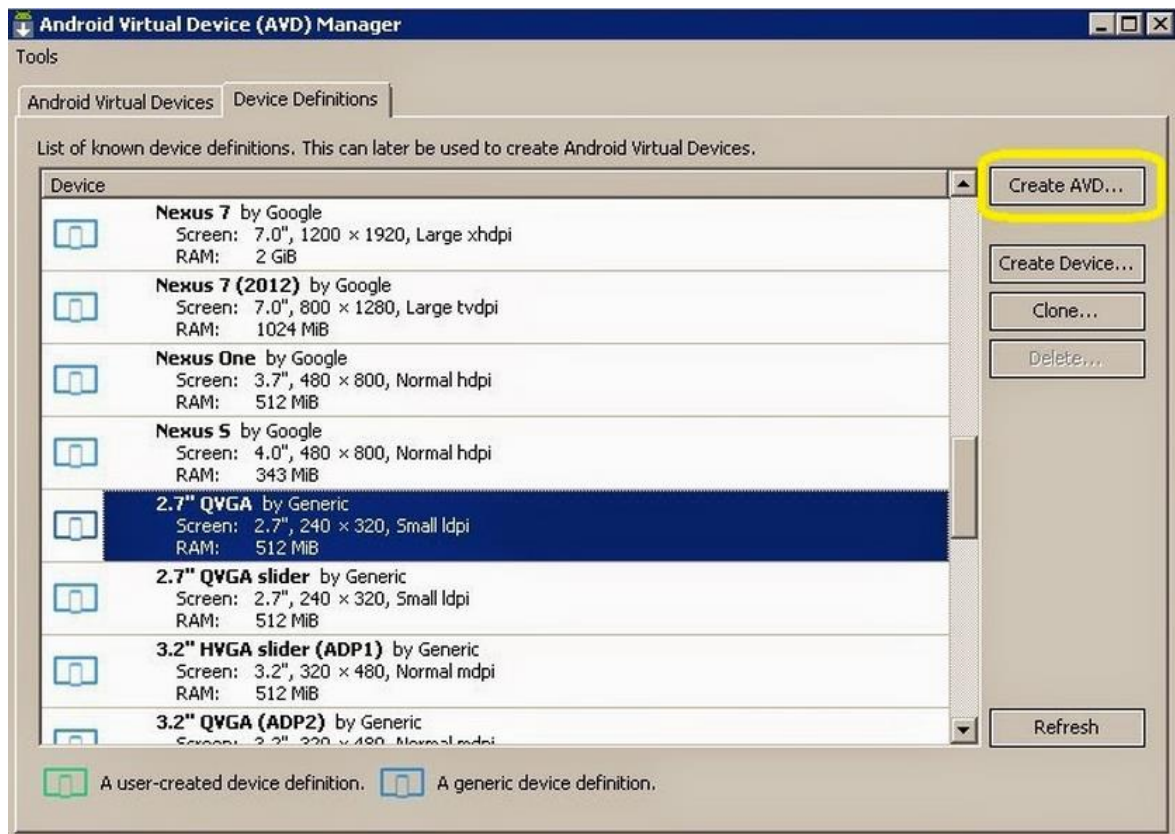 Android Virtual Device (AVD) Manager
Tools
Android Virtual Devices
Device Definitions
List of known device definitions. This can later be used to create Android Virtual Devices.
Device
Nexus 7 by Google
Screen: 7.0", 1200 × 1920, Large xhdpi
RAM: 2 GiB
Nexus 7 (2012) by Google
Screen: 7.0", 800 × 1280, Large tvdpi
RAM: 1024 MiB
Nexus One by Google
Screen: 3.7", 480 × 800, Normal hdpi
RAM: 512 MiB
Nexus S by Google
Screen: 4.0", 480 × 800, Normal hdpi
RAM: 343 MiB
2.7" QVGA by Generic
Screen: 2.7", 240 × 320, Small ldpi
RAM: 512 MiB
2.7" QVGA slider by Generic
Screen: 2.7", 240 × 320, Small ldpi
RAM: 512 MiB
3.2" HVGA slider (ADP1) by Generic
Screen: 3.2", 320 × 480, Normal mdpi
RAM: 512 MiB
3.2" QVGA (ADP2) by Generic
Screen: 3.2", 320 × 480, Normal mdpi
Create AVD...
Create Device...
Clone...
Delete...
Refresh
A user-created device definition.
A generic device definition.